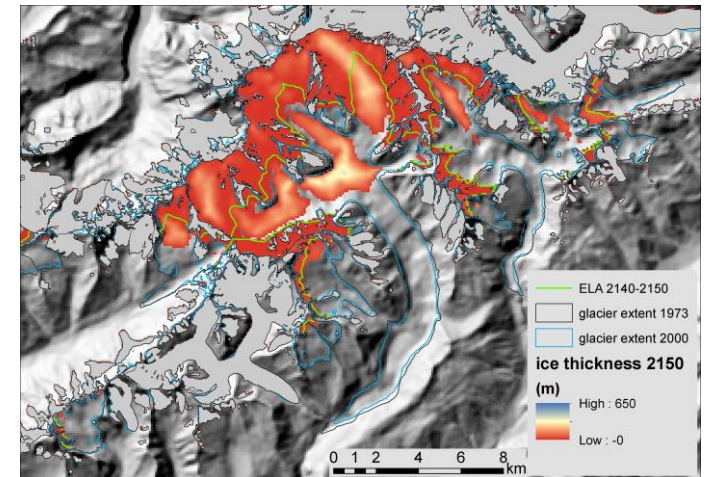 ELA 2140-2150
glacier extent 1973
glacier extent 2000
ice thickness 2150
(m)
High : 650
Low : -0
0 1 2 4 6 8
km